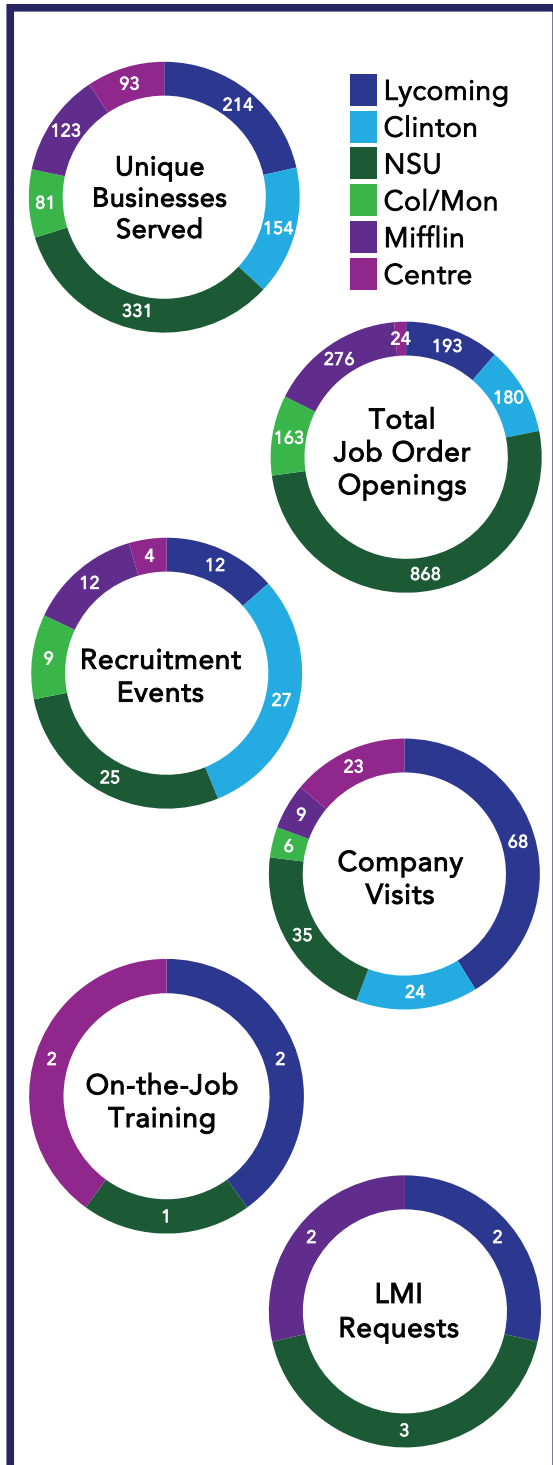 93
214
123
81
154
331
Unique
Businesses
Served
Lycoming
Clinton
NSU
Col/Mon
Mifflin
Centre
24
193
276
180
163
868
Total
Job Order
Openings
4
12
12
9
27
25
Recruitment
Events
23
9
68
6
35
24
Company
Visits
2
2
1
On-the-Job
Training
2
2
3
LMI
Requests